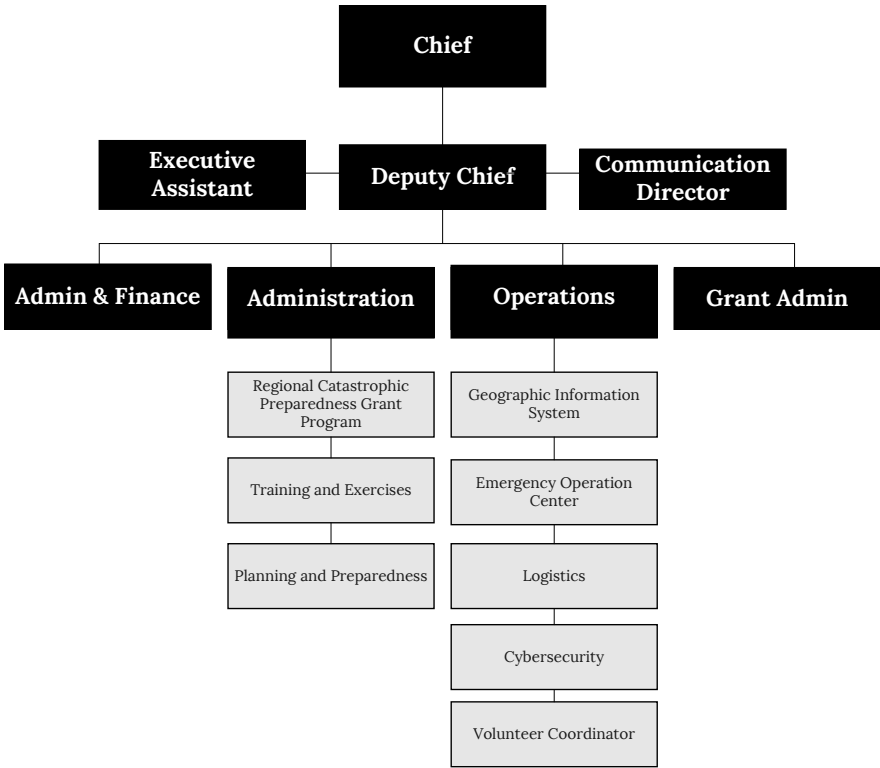 Chief
Executive
Assistant
Deputy Chief
Communication
Director
Admin & Finance
Administration
Operations
Grant Admin
Regional Catastrophic
Preparedness Grant
Program
Training and Exercises
Planning and Preparedness
Geographic Information
System
Emergency Operation
Center
Logistics
Cybersecurity
Volunteer Coordinator